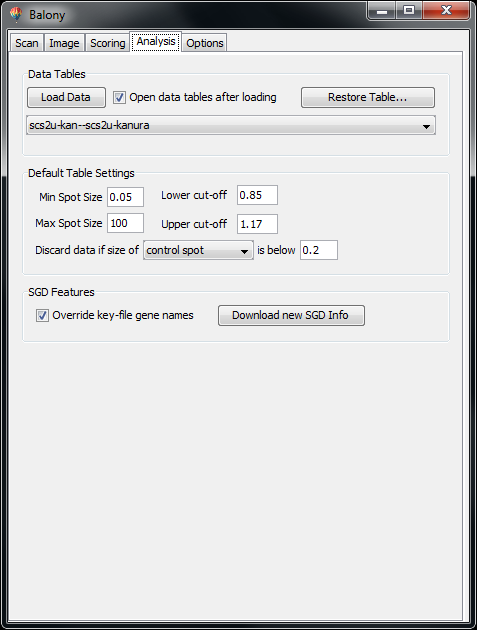 Balony
Scan Image Scoring Analysis Options
Data Tables
Load Data Open data tables after loading Restore Table...
scs2u-kan--scs2u-kanura
Default Table Settings
Min Spot Size 0.05 Lower cut-off 0.85
Max Spot Size 100 Upper cut-off 1.17
Discard data if size of control spot is below 0.2
SGD Features
Override key-file gene names Download new SGD Info